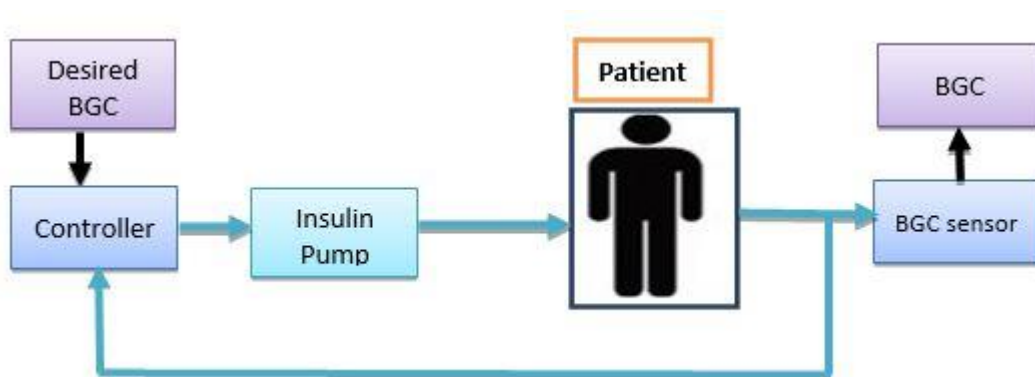 Desired
BGC
Patient
BGC
Controller
Insulin
Pump
BGC sensor